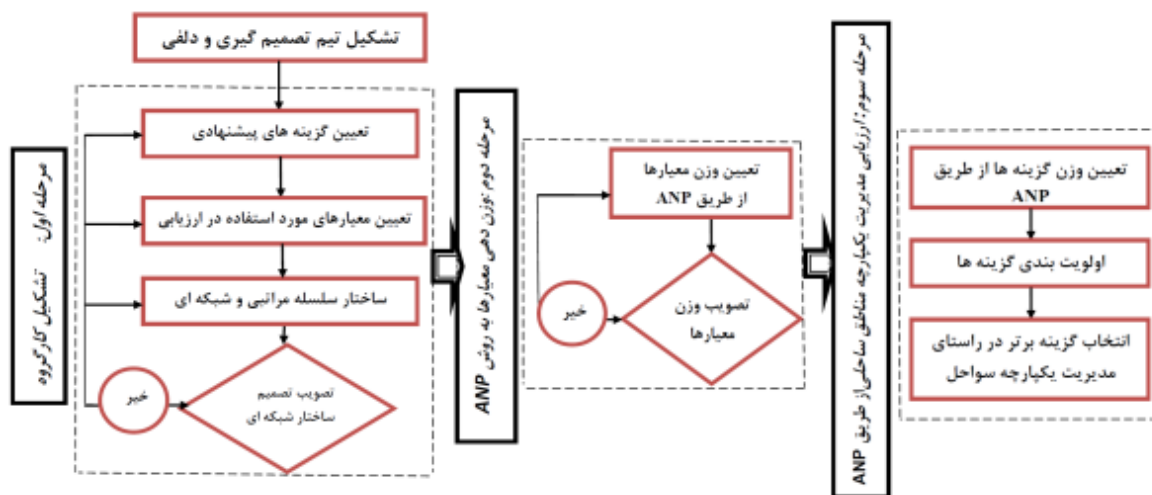 تشکیل تیم تصمیم گیری و دلفی
مرحله اول: تشکیل کارگروه
تعیین گزینه های پیشنهادی
تعیین معیارهای مورد استفاده در ارزیابی
ساختار سلسله مراتبی و شبکه ای
تصویب تصمیم
ساختار شبکه ای
خیر
مرحله دوم :وزن دهی معیارها به روش ANP
تعیین وزن معیارها
از طریق ANP
تصویب وزن
معیارها
خیر
مرحله سوم: ارزیابی مدیریت یکپارچه مناطق ساحلی از طریق ANP
تعیین وزن گزینه ها از طریق
ANP
اولویت بندی گزینه ها
انتخاب گزینه برتر در راستای
مدیریت یکپارچه سواحل